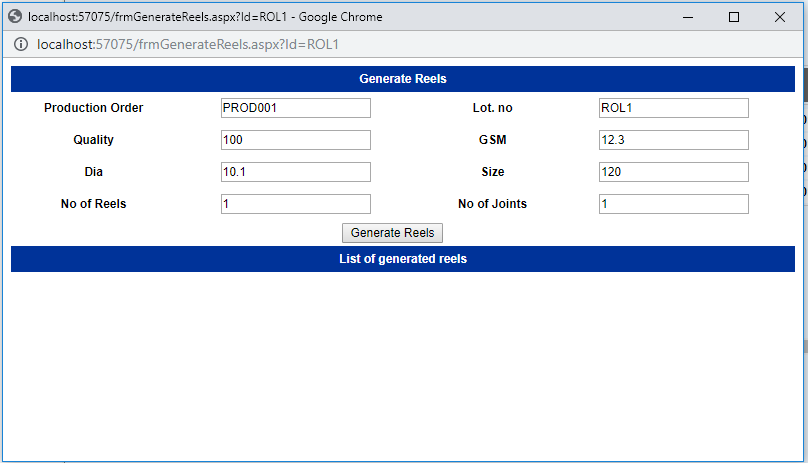 localhost:57075/frmGenerateReels.aspx?Id=ROL1 - Google Chrome
localhost:57075/frmGenerateReels.aspx?Id=ROL1
Generate Reels
Production Order PROD001 Lot. no ROL1
Quality 100 GSM 12.3
Dia 10.1 Size 120
No of Reels 1 No of Joints 1
Generate Reels
List of generated reels